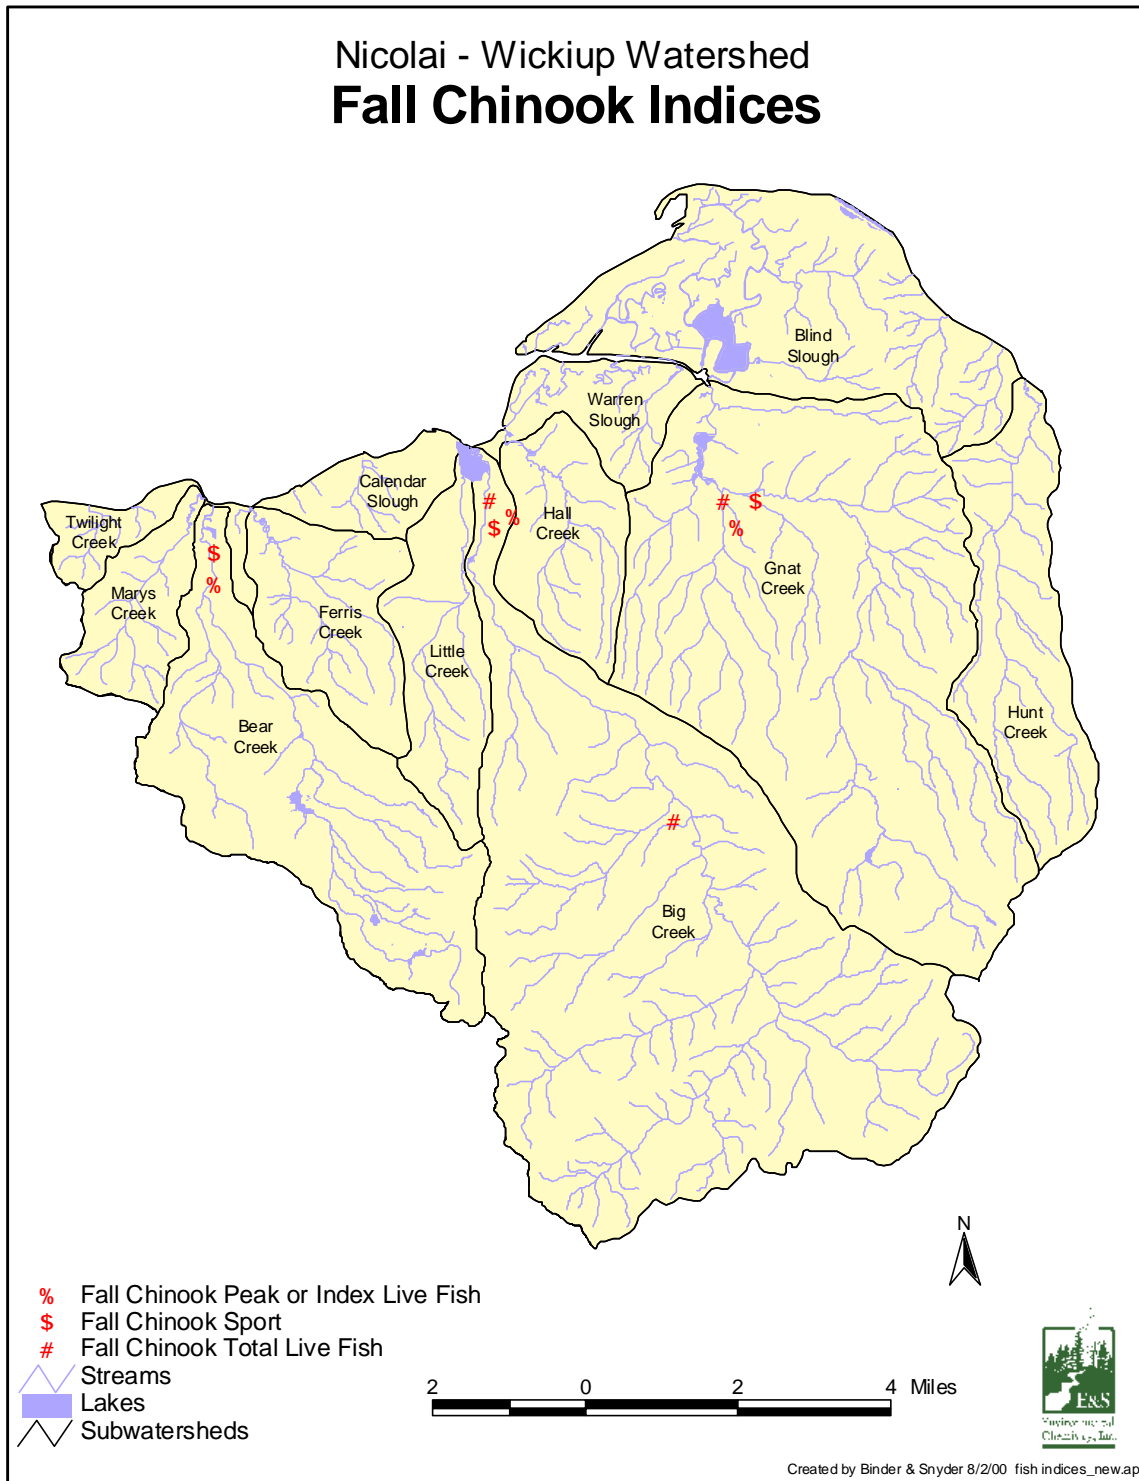 Nicolai - Wickiup Watershed
Fall Chinook Indices
Blind
Slough
Warren
Slough
Calendar
Slough
Twilight
Creek
Hall
Creek
#
$
%
#
$
%
$
%
Gnat
Creek
Marys
Creek
Ferris
Creek
Little
Creek
Bear
Creek
Hunt
Creek
#
Big
Creek
N
% Fall Chinook Peak or Index Live Fish
$ Fall Chinook Sport
# Fall Chinook Total Live Fish
Streams
Lakes
Subwatersheds
2 0 2 4 Miles
E&S
Environmental
Chemistry, Inc.
Created by Binder & Snyder 8/2/00 fish indices_new.ap